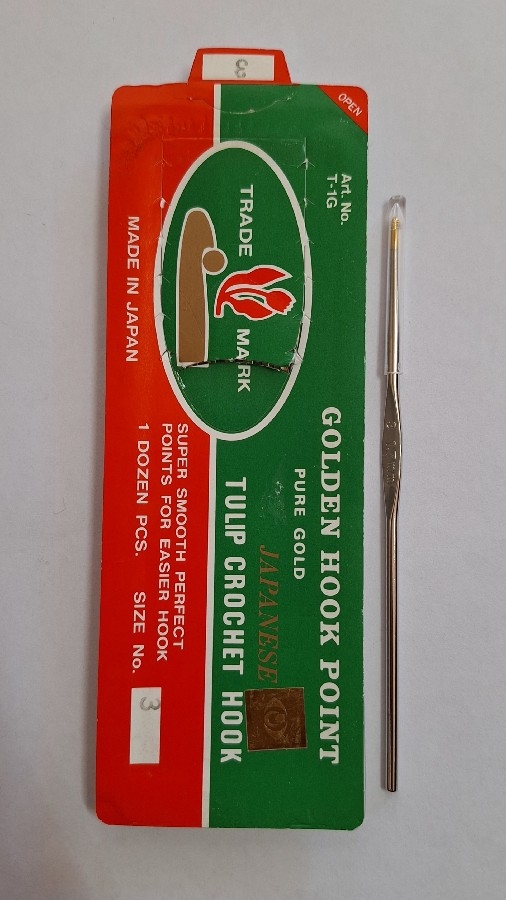 3
OPEN
Art. No.
T-1G
TRADE MARK
GOLDEN HOOK POINT
PURE GOLD
JAPANESE
TULIP CROCHET HOOK
MADE IN JAPAN
SUPER SMOOTH PERFECT
POINTS FOR EASIER HOOK
1 DOZEN PCS. SIZE No. 3